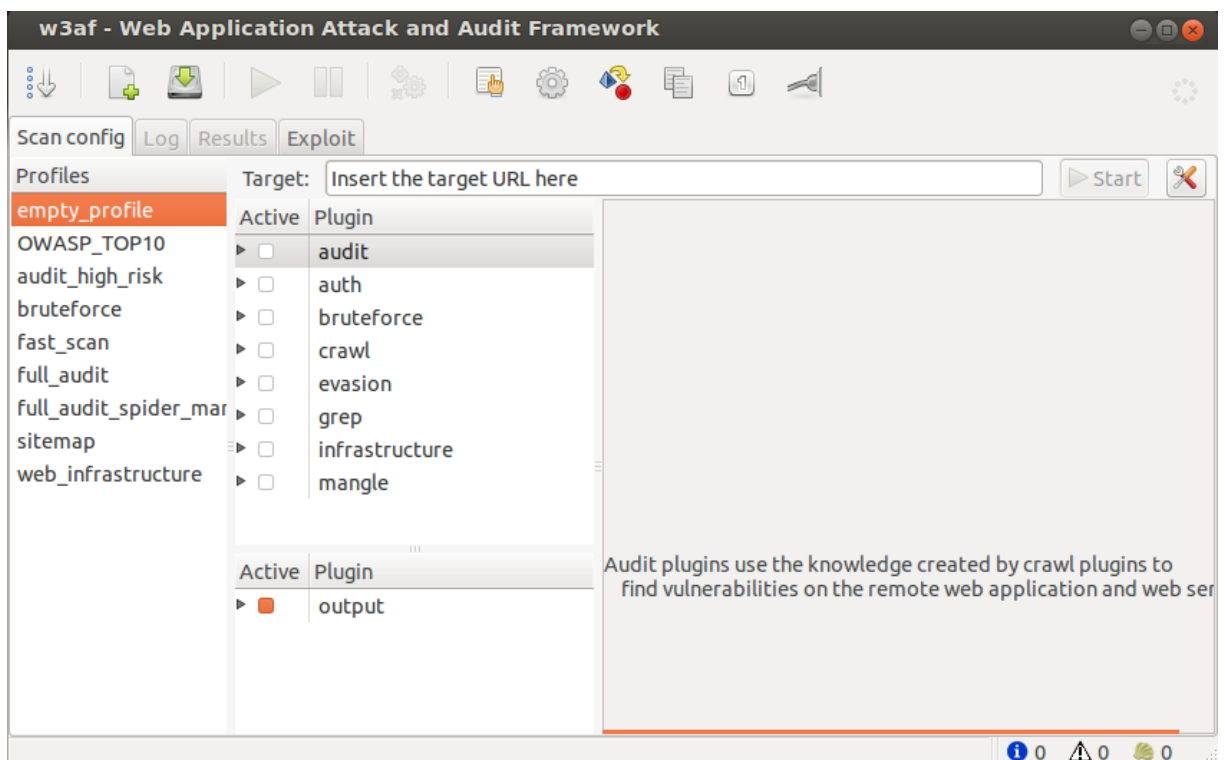 w3af - Web Application Attack and Audit Framework
Scan config Log Results Exploit
Profiles
empty_profile
OWASP_TOP10
audit_high_risk
bruteforce
fast_scan
full_audit
full_audit_spider_mar
sitemap
web_infrastructure
Target: Insert the target URL here Start
Active Plugin
audit
auth
bruteforce
crawl
evasion
grep
infrastructure
mangle
Active Plugin
output
Audit plugins use the knowledge created by crawl plugins to
find vulnerabilities on the remote web application and web ser
0 0 0